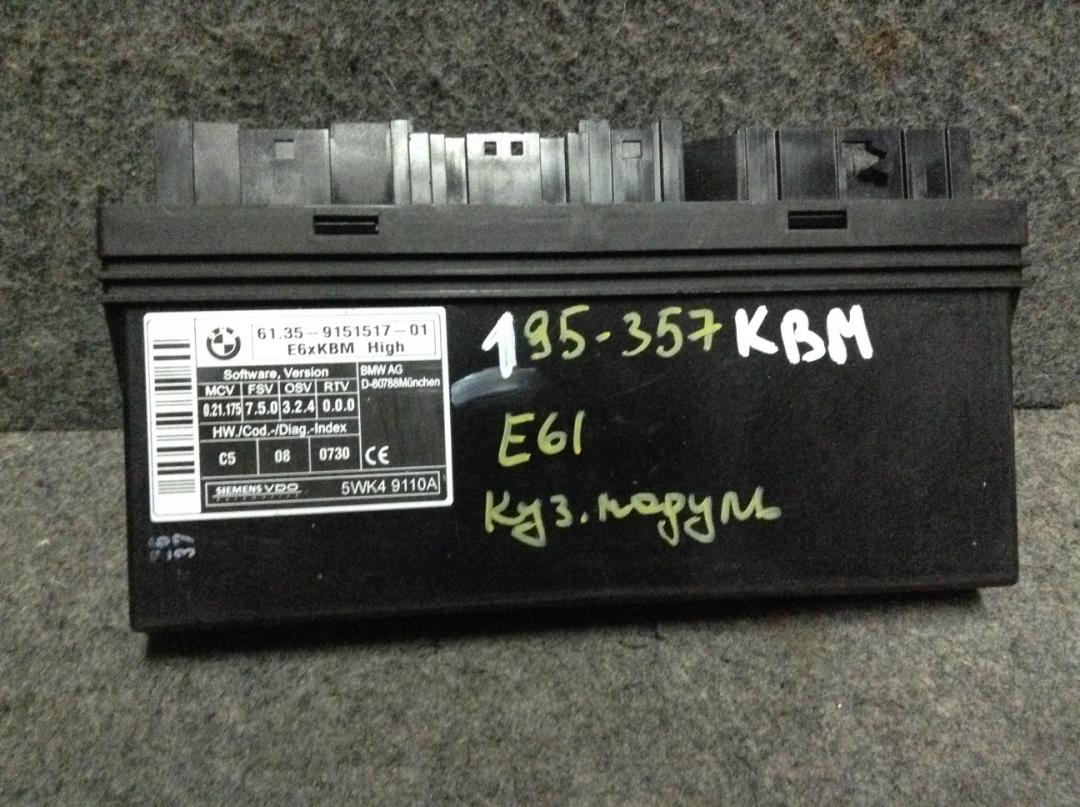 61.35-9151517-01
E6xKBM High
Software, Version
MCV FSV OSV RTV
0.21.175 7.5.0 3.2.4 0.0.0
HW./Cod.-/Diag.-Index
C5 08 0730
BMW AG
D-80788München
CE
SIEMENS VDO
5WK4 9110A
195-357 KBM
E61
Куз.модуль